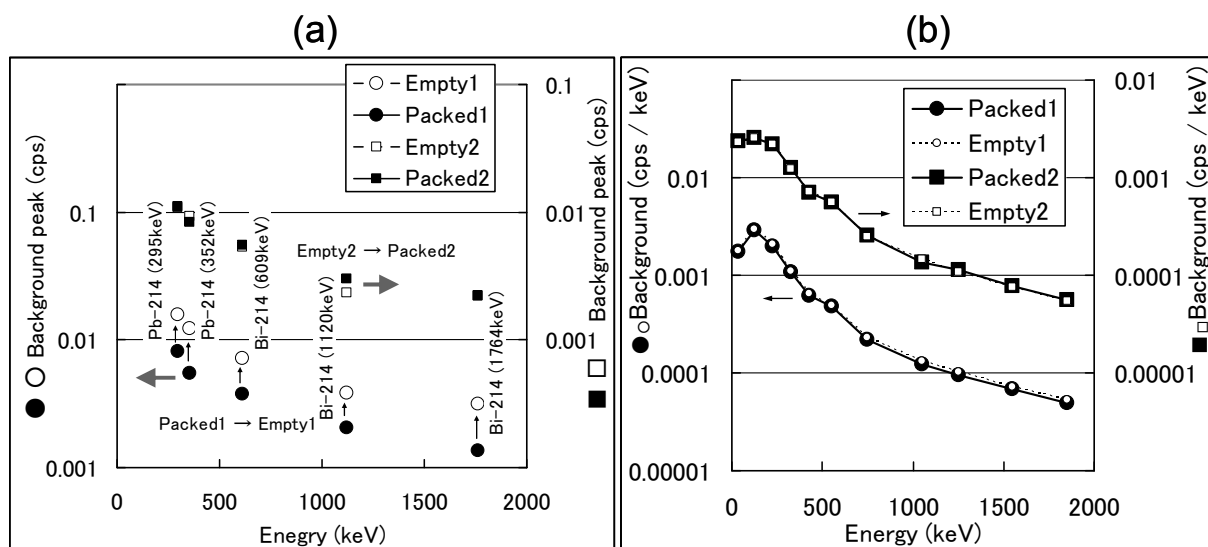 (a)
Empty1
Packed1
Empty2
Packed2
0.1
0.01
0.001
0.1
0.01
0.001
Background peak (cps)
Background peak (cps)
Pb-214 (295keV)
Pb-214 (352keV)
Bi-214 (609keV)
Bi-214 (1120keV)
Bi-214 (1764keV)
Empty2 → Packed2
Packed1 → Empty1
0 500 1000 1500 2000
Enegry (keV)
(b)
Packed1
Empty1
Packed2
Empty2
0.01
0.001
0.0001
0.00001
0.01
0.001
0.0001
0.00001
Background (cps / keV)
Background (cps / keV)
0 500 1000 1500 2000
Energy (keV)